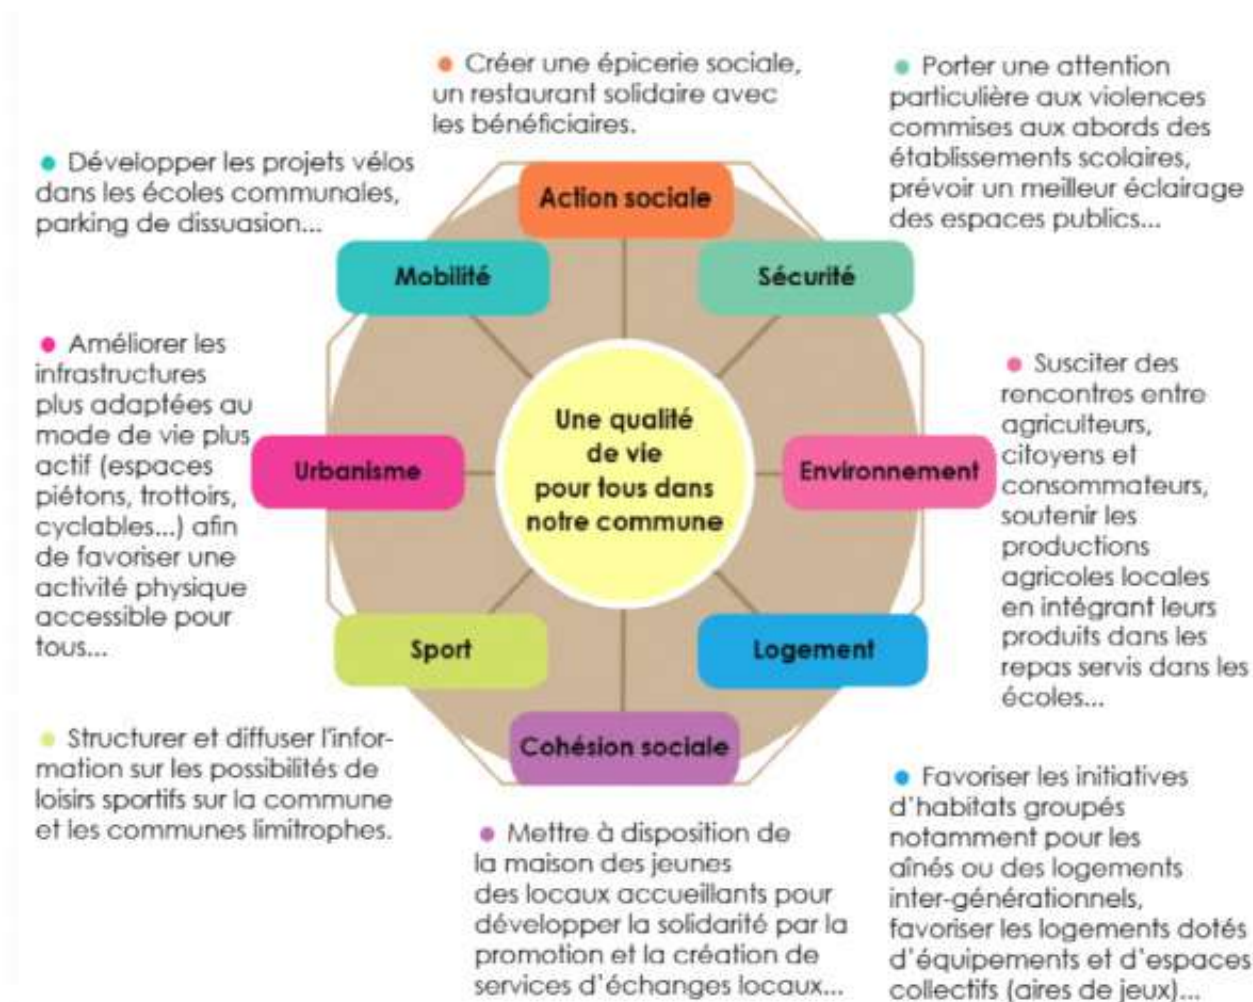 ● Créer une épicerie sociale,
un restaurant solidaire avec
les bénéficiaires.
● Porter une attention
particulière aux violences
commises aux abords des
établissements scolaires,
prévoir un meilleur éclairage
des espaces publics...
● Développer les projets vélos
dans les écoles communales,
parking de dissuasion...
Action sociale
Mobilité
Sécurité
● Améliorer les
infrastructures
plus adaptées au
mode de vie plus
actif (espaces
piétons, trottoirs,
cyclables...) afin
de favoriser une
activité physique
accessible pour
tous...
Urbanisme
Une qualité
de vie
pour tous dans
notre commune
Environnement
● Susciter des
rencontres entre
agriculteurs,
citoyens et
consommateurs,
soutenir les
productions
agricoles locales
en intégrant leurs
produits dans les
repas servis dans les
écoles...
Sport
Logement
Cohésion sociale
● Structurer et diffuser l'infor-
mation sur les possibilités de
loisirs sportifs sur la commune
et les communes limitrophes.
● Mettre à disposition de
la maison des jeunes
des locaux accueillants pour
développer la solidarité par la
promotion et la création de
services d'échanges locaux...
● Favoriser les initiatives
d'habitats groupés
notamment pour les
aînés ou des logements
inter-générationnels,
favoriser les logements dotés
d'équipements et d'espaces
collectifs (aires de jeux)...